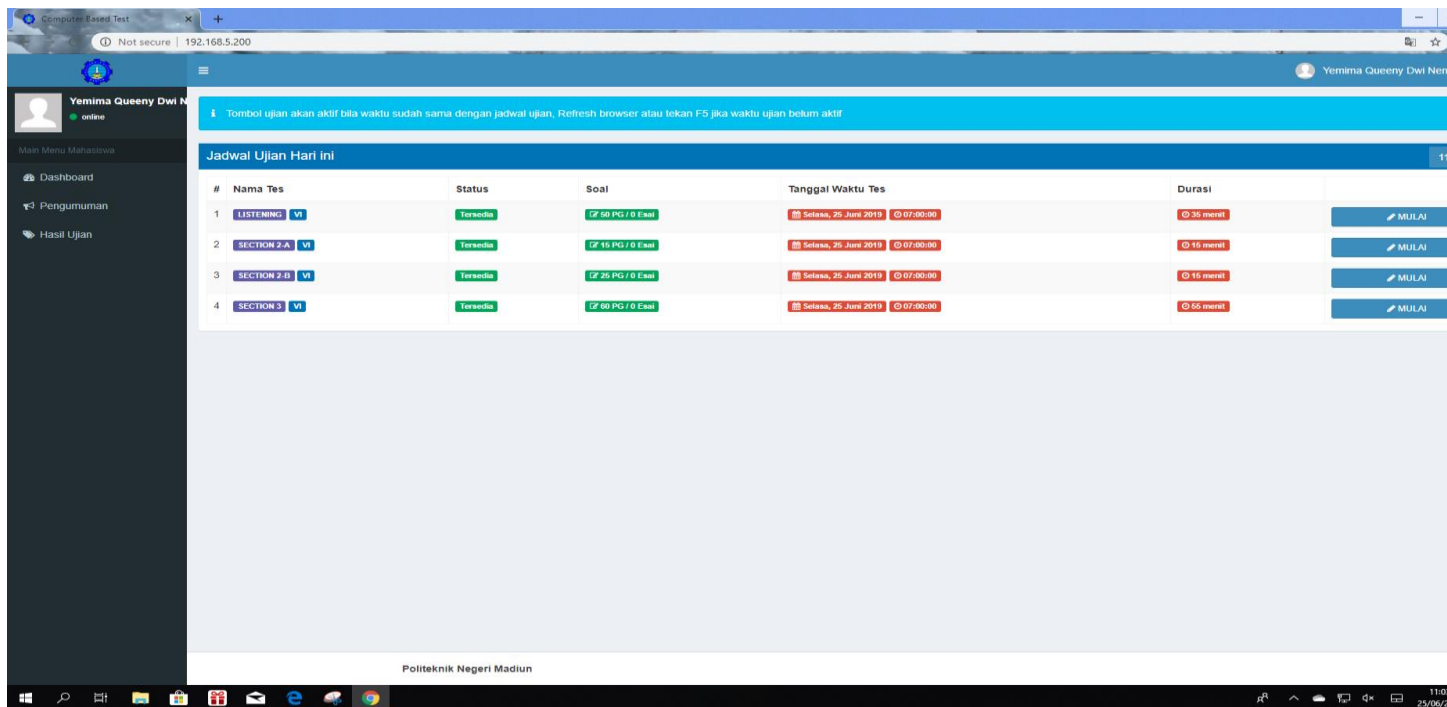 Computer Based Test
Not secure | 192.168.5.200
Yemima Queeny Dwi Nen
Yemima Queeny Dwi N
online
Tombol ujian akan aktif bila waktu sudah sama dengan jadwal ujian, Refresh browser atau tekan F5 jika waktu ujian belum aktif
Main Menu Mahasiswa
Dashboard
Pengumuman
Hasil Ujian
Jadwal Ujian Hari ini 11
# Nama Tes Status Soal Tanggal Waktu Tes Durasi
1 LISTENING VI Tersedia 50 PG / 0 Esai Selasa, 25 Juni 2019 07:00:00 35 menit MULAI
2 SECTION 2-A VI Tersedia 15 PG / 0 Esai Selasa, 25 Juni 2019 07:00:00 15 menit MULAI
3 SECTION 2-B VI Tersedia 25 PG / 0 Esai Selasa, 25 Juni 2019 07:00:00 15 menit MULAI
4 SECTION 3 VI Tersedia 60 PG / 0 Esai Selasa, 25 Juni 2019 07:00:00 55 menit MULAI
Politeknik Negeri Madiun
11:0
25/06/2